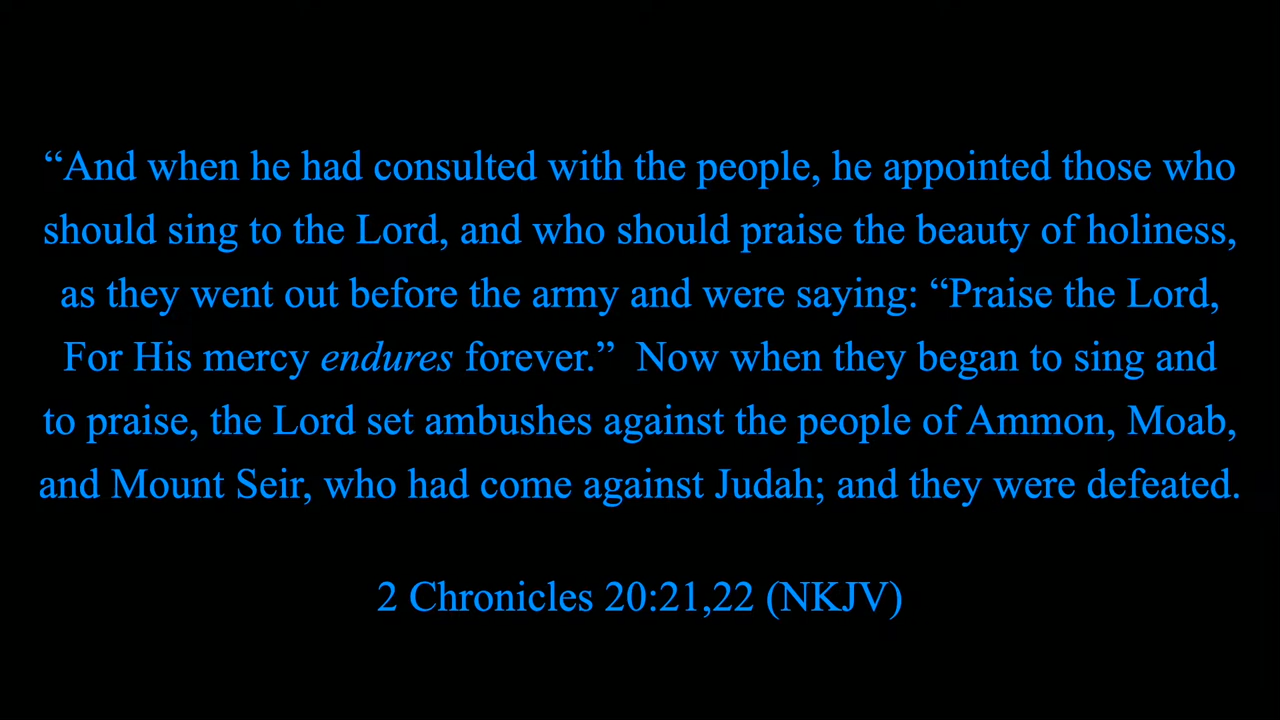 “And when he had consulted with the people, he appointed those who
should sing to the Lord, and who should praise the beauty of holiness,
as they went out before the army and were saying: “Praise the Lord,
For His mercy endures forever.”  Now when they began to sing and
to praise, the Lord set ambushes against the people of Ammon, Moab,
and Mount Seir, who had come against Judah; and they were defeated.
2 Chronicles 20:21,22 (NKJV)